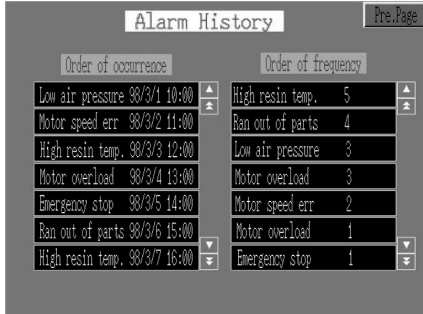 Alarm History
Pre.Page
Order of occurrence
Low air pressure 98/3/1 10:00
Motor speed err 98/3/2 11:00
High resin temp. 98/3/3 12:00
Motor overload 98/3/4 13:00
Emergency stop 98/3/5 14:00
Ran out of parts 98/3/6 15:00
High resin temp. 98/3/7 16:00
Order of frequency
High resin temp. 5
Ran out of parts 4
Low air pressure 3
Motor overload 3
Motor speed err 2
Motor overload 1
Emergency stop 1